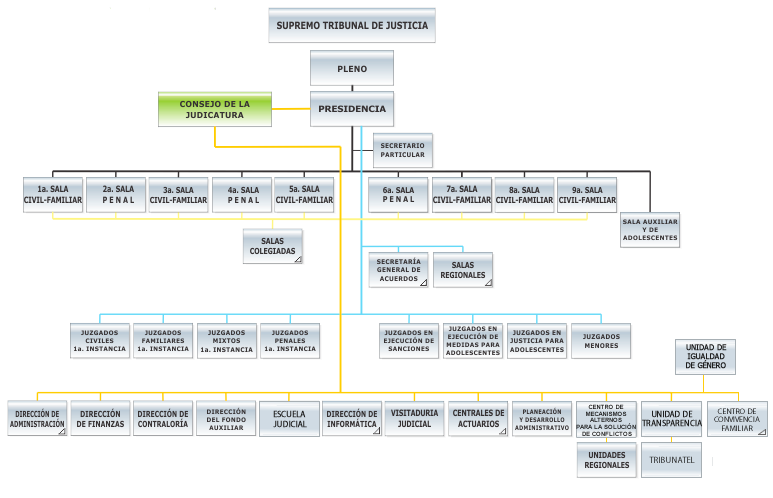 SUPREMO TRIBUNAL DE JUSTICIA
PLENO
CONSEJO DE LA
JUDICATURA
PRESIDENCIA
SECRETARIO
PARTICULAR
1a. SALA
CIVIL-FAMILIAR
2a. SALA
P E N A L
3a. SALA
CIVIL-FAMILIAR
4a. SALA
P E N A L
5a. SALA
CIVIL-FAMILIAR
6a. SALA
P E N A L
7a. SALA
CIVIL-FAMILIAR
8a. SALA
CIVIL-FAMILIAR
9a. SALA
CIVIL-FAMILIAR
SALA AUXILIAR
Y DE
ADOLESCENTES
SALAS
COLEGIADAS
SECRETARÍA
GENERAL DE
ACUERDOS
SALAS
REGIONALES
JUZGADOS
CIVILES
1a. INSTANCIA
JUZGADOS
FAMILIARES
1a. INSTANCIA
JUZGADOS
MIXTOS
1a. INSTANCIA
JUZGADOS
PENALES
1a. INSTANCIA
JUZGADOS EN
EJECUCIÓN DE
SANCIONES
JUZGADOS EN
EJECUCIÓN DE
MEDIDAS PARA
ADOLESCENTES
JUZGADOS EN
JUSTICIA PARA
ADOLESCENTES
JUZGADOS
MENORES
UNIDAD DE
IGUALDAD
DE GÉNERO
DIRECCIÓN DE
ADMINISTRACIÓN
DIRECCIÓN
DE FINANZAS
DIRECCIÓN DE
CONTRALORÍA
DIRECCIÓN
DEL FONDO
AUXILIAR
ESCUELA
JUDICIAL
DIRECCIÓN DE
INFORMÁTICA
VISITADURIA
JUDICIAL
CENTRALES DE
ACTUARIOS
PLANEACIÓN
Y DESARROLLO
ADMINISTRATIVO
CENTRO DE
MECANISMOS
ALTERNOS
PARA LA SOLUCIÓN
DE CONFLICTOS
UNIDAD DE
TRANSPARENCIA
CENTRO DE
CONVIVENCIA
FAMILIAR
UNIDADES
REGIONALES
TRIBUNATEL